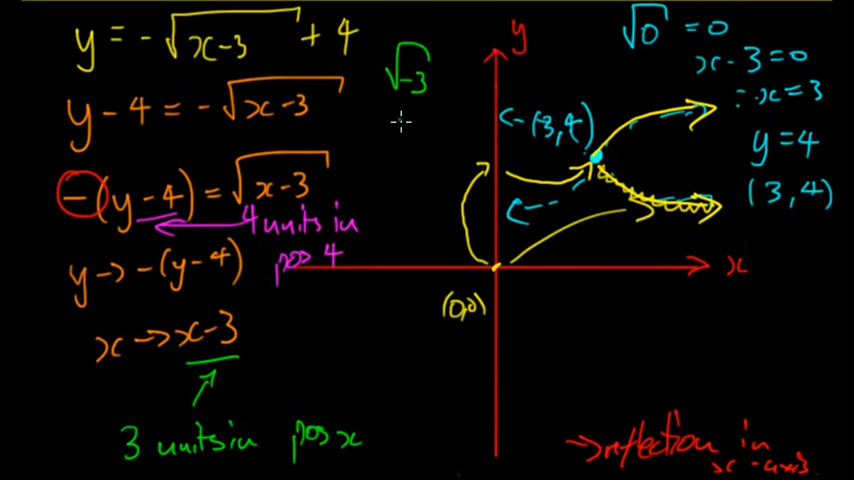 y = -√x-3 + 4
y-4 = -√x-3
-(y-4) = √x-3
4 units in
pos 4
y -> -(y-4)
x -> x-3
3 units in pos x
√-3
y
x
(0,0)
<- (3,4)
√0 = 0
x-3=0
∴ x=3
y=4
(3,4)
->reflection in
x-axis